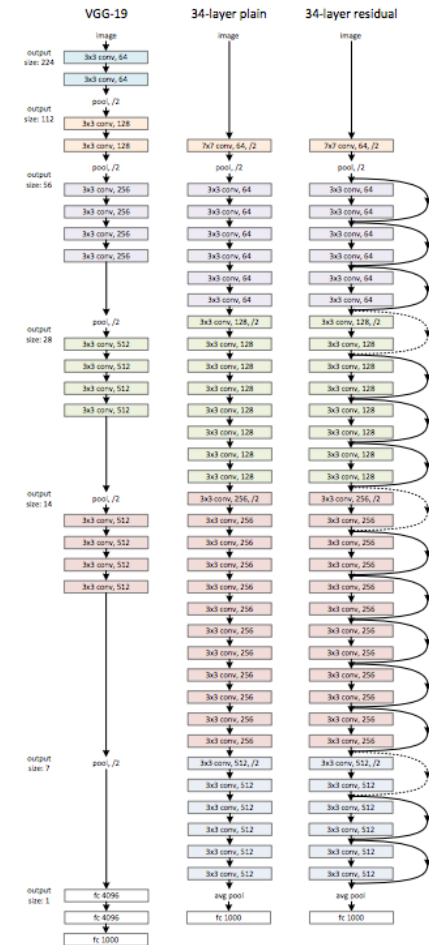 VGG-19
image
output
size: 224
3x3 conv, 64
3x3 conv, 64
pool, /2
output
size: 112
3x3 conv, 128
3x3 conv, 128
pool, /2
output
size: 56
3x3 conv, 256
3x3 conv, 256
3x3 conv, 256
3x3 conv, 256
pool, /2
output
size: 28
3x3 conv, 512
3x3 conv, 512
3x3 conv, 512
3x3 conv, 512
pool, /2
output
size: 14
3x3 conv, 512
3x3 conv, 512
3x3 conv, 512
3x3 conv, 512
pool, /2
output
size: 7
output
size: 1
fc 4096
fc 4096
fc 1000
34-layer plain
image
7x7 conv, 64, /2
pool, /2
3x3 conv, 64
3x3 conv, 64
3x3 conv, 64
3x3 conv, 64
3x3 conv, 64
3x3 conv, 64
3x3 conv, 128, /2
3x3 conv, 128
3x3 conv, 128
3x3 conv, 128
3x3 conv, 128
3x3 conv, 128
3x3 conv, 128
3x3 conv, 128
3x3 conv, 256, /2
3x3 conv, 256
3x3 conv, 256
3x3 conv, 256
3x3 conv, 256
3x3 conv, 256
3x3 conv, 256
3x3 conv, 256
3x3 conv, 256
3x3 conv, 256
3x3 conv, 256
3x3 conv, 256
3x3 conv, 512, /2
3x3 conv, 512
3x3 conv, 512
3x3 conv, 512
3x3 conv, 512
3x3 conv, 512
avg pool
fc 1000
34-layer residual
image
7x7 conv, 64, /2
pool, /2
3x3 conv, 64
3x3 conv, 64
3x3 conv, 64
3x3 conv, 64
3x3 conv, 64
3x3 conv, 64
3x3 conv, 128, /2
3x3 conv, 128
3x3 conv, 128
3x3 conv, 128
3x3 conv, 128
3x3 conv, 128
3x3 conv, 128
3x3 conv, 128
3x3 conv, 256, /2
3x3 conv, 256
3x3 conv, 256
3x3 conv, 256
3x3 conv, 256
3x3 conv, 256
3x3 conv, 256
3x3 conv, 256
3x3 conv, 256
3x3 conv, 256
3x3 conv, 256
3x3 conv, 256
3x3 conv, 512, /2
3x3 conv, 512
3x3 conv, 512
3x3 conv, 512
3x3 conv, 512
3x3 conv, 512
avg pool
fc 1000